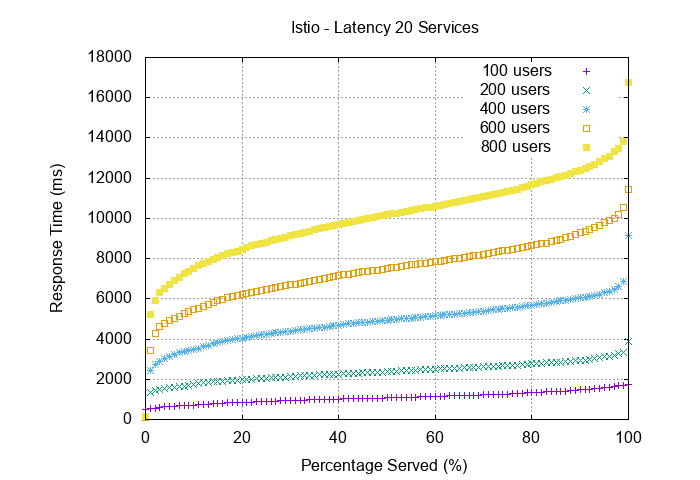 Istio - Latency 20 Services
18000
16000
14000
12000
10000
8000
6000
4000
2000
0
0 20 40 60 80 100
Response Time (ms)
Percentage Served (%)
100 users
200 users
400 users
600 users
800 users